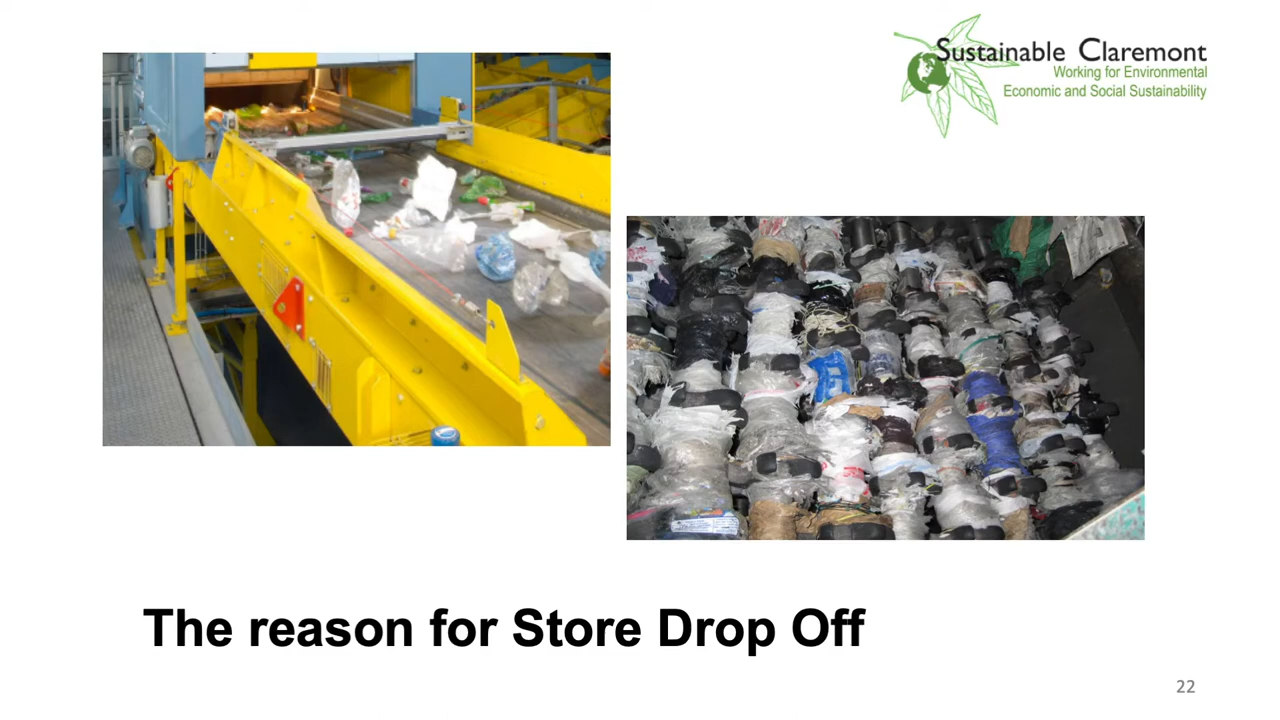 Sustainable Claremont
Working for Environmental
Economic and Social Sustainability
The reason for Store Drop Off
22